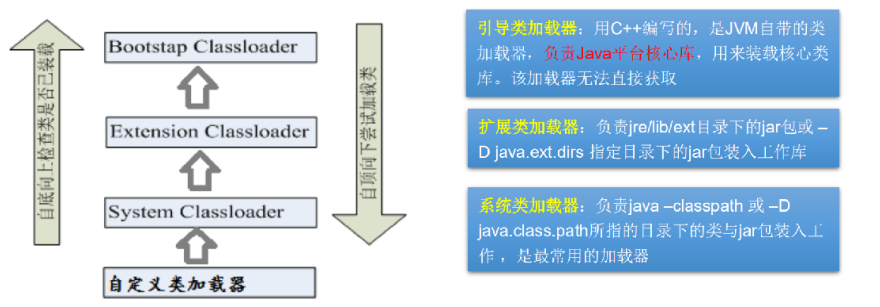 自底向上检查类是否已装载
Bootstap Classloader
Extension Classloader
System Classloader
自定义类加载器
自顶向下尝试加载类
引导类加载器：用C++编写的，是JVM自带的类
加载器，负责Java平台核心库，用来装载核心类
库。该加载器无法直接获取
扩展类加载器：负责jre/lib/ext目录下的jar包或 –
D java.ext.dirs 指定目录下的jar包装入工作库
系统类加载器：负责java –classpath 或 –D
java.class.path所指的目录下的类与jar包装入工
作 ，是最常用的加载器